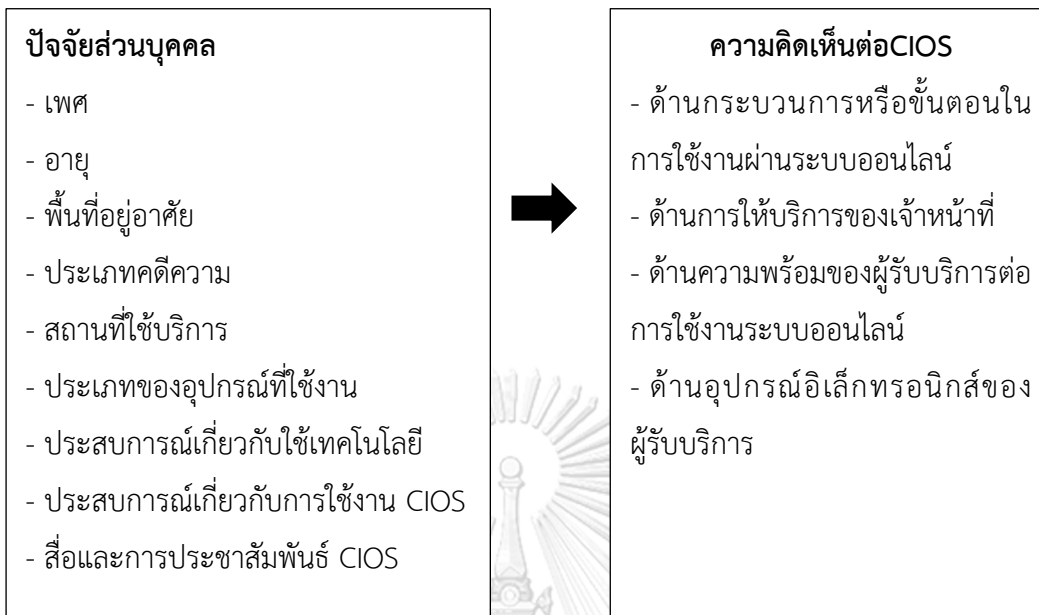 ปัจจัยส่วนบุคคล
- เพศ
- อายุ
- พื้นที่อยู่อาศัย
- ประเภทคดีความ
- สถานที่ใช้บริการ
- ประเภทของอุปกรณ์ที่ใช้งาน
- ประสบการณ์เกี่ยวกับใช้เทคโนโลยี
- ประสบการณ์เกี่ยวกับการใช้งาน CIOS
- สื่อและการประชาสัมพันธ์ CIOS
ความคิดเห็นต่อCIOS
- ด้านกระบวนการหรือขั้นตอนใน
การใช้งานผ่านระบบออนไลน์
- ด้านการให้บริการของเจ้าหน้าที่
- ด้านความพร้อมของผู้รับบริการต่อ
การใช้งานระบบออนไลน์
- ด้านอุปกรณ์อิเล็กทรอนิกส์ของ
ผู้รับบริการ